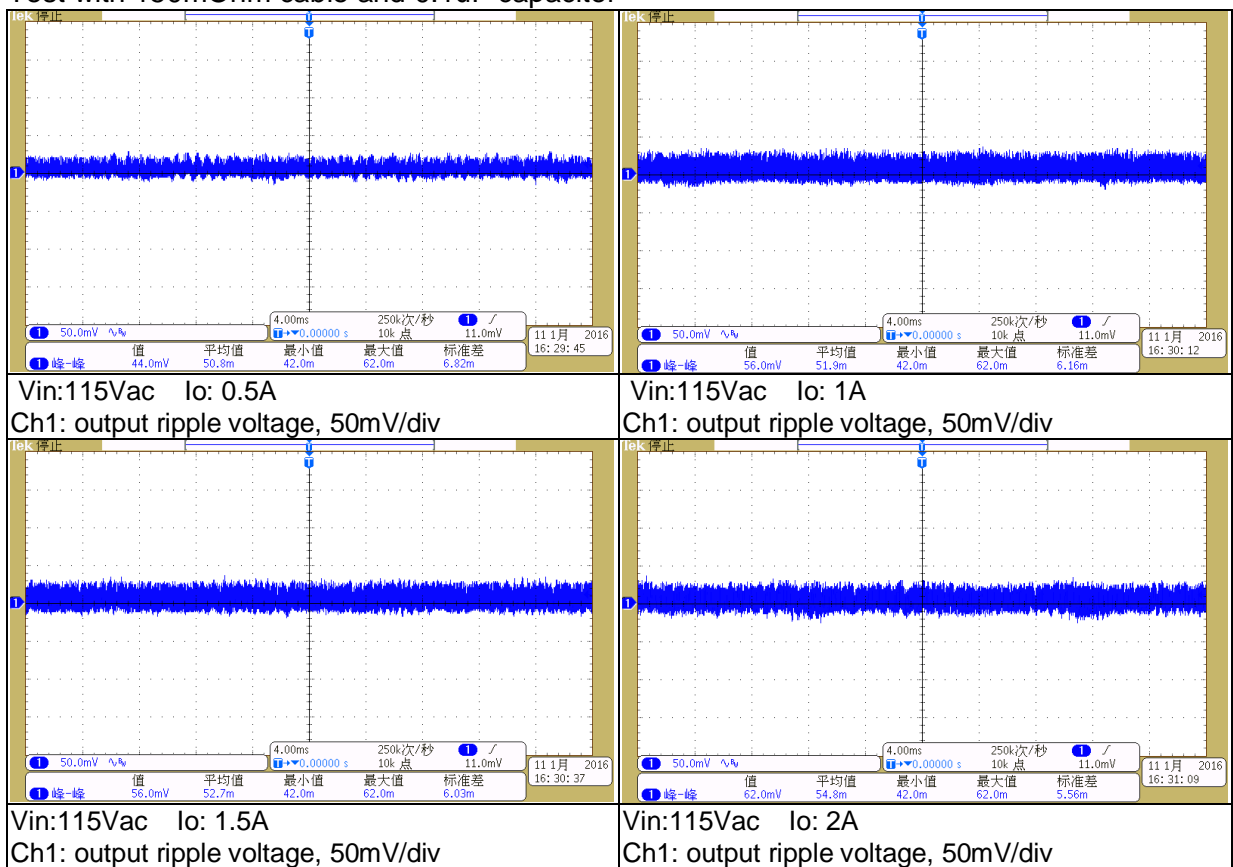 Test with 150mOhm cable and 0.1uF capacitor
Tek 停止
T
T
1
4.00ms 250k次/秒 1
T 0.00000 s 10k 点 11.0mV
1 50.0mV
值 平均值 最小值 最大值 标准差
1 峰-峰 44.0mV 50.8m 42.0m 62.0m 6.82m
11 1月 2016
16:29:45
Tek 停止
T
T
1
4.00ms 250k次/秒 1
T 0.00000 s 10k 点 11.0mV
1 50.0mV
值 平均值 最小值 最大值 标准差
1 峰-峰 56.0mV 51.9m 42.0m 62.0m 6.16m
11 1月 2016
16:30:12
Vin:115Vac Io: 0.5A
Ch1: output ripple voltage, 50mV/div
Vin:115Vac Io: 1A
Ch1: output ripple voltage, 50mV/div
Tek 停止
T
T
1
4.00ms 250k次/秒 1
T 0.00000 s 10k 点 11.0mV
1 50.0mV
值 平均值 最小值 最大值 标准差
1 峰-峰 56.0mV 52.7m 42.0m 62.0m 6.03m
11 1月 2016
16:30:37
Tek 停止
T
T
1
4.00ms 250k次/秒 1
T 0.00000 s 10k 点 11.0mV
1 50.0mV
值 平均值 最小值 最大值 标准差
1 峰-峰 62.0mV 54.8m 42.0m 62.0m 5.56m
11 1月 2016
16:31:09
Vin:115Vac Io: 1.5A
Ch1: output ripple voltage, 50mV/div
Vin:115Vac Io: 2A
Ch1: output ripple voltage, 50mV/div